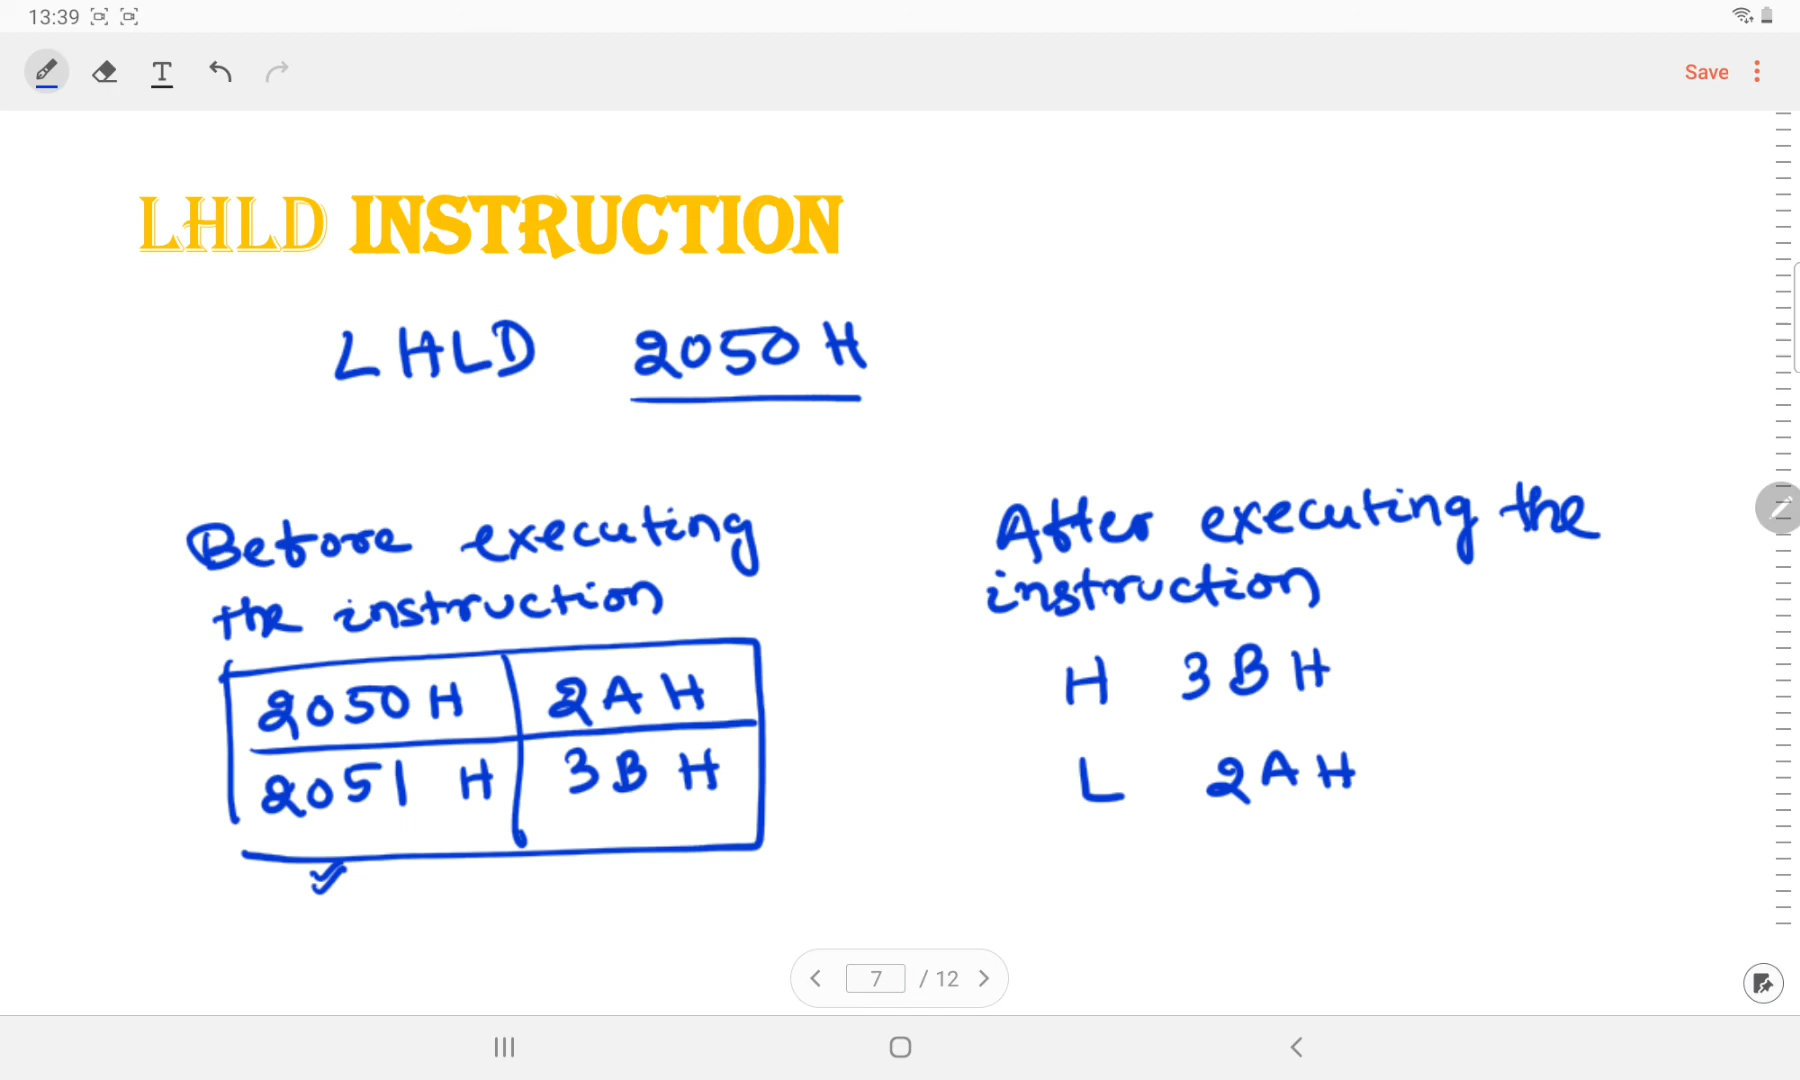 13:39
Save
LHLD INSTRUCTION
LHLD 2050 H
Before executing
the instruction
2050 H 2A H
2051 H 3B H
After executing the
instruction
H 3B H
L 2A H
7 / 12